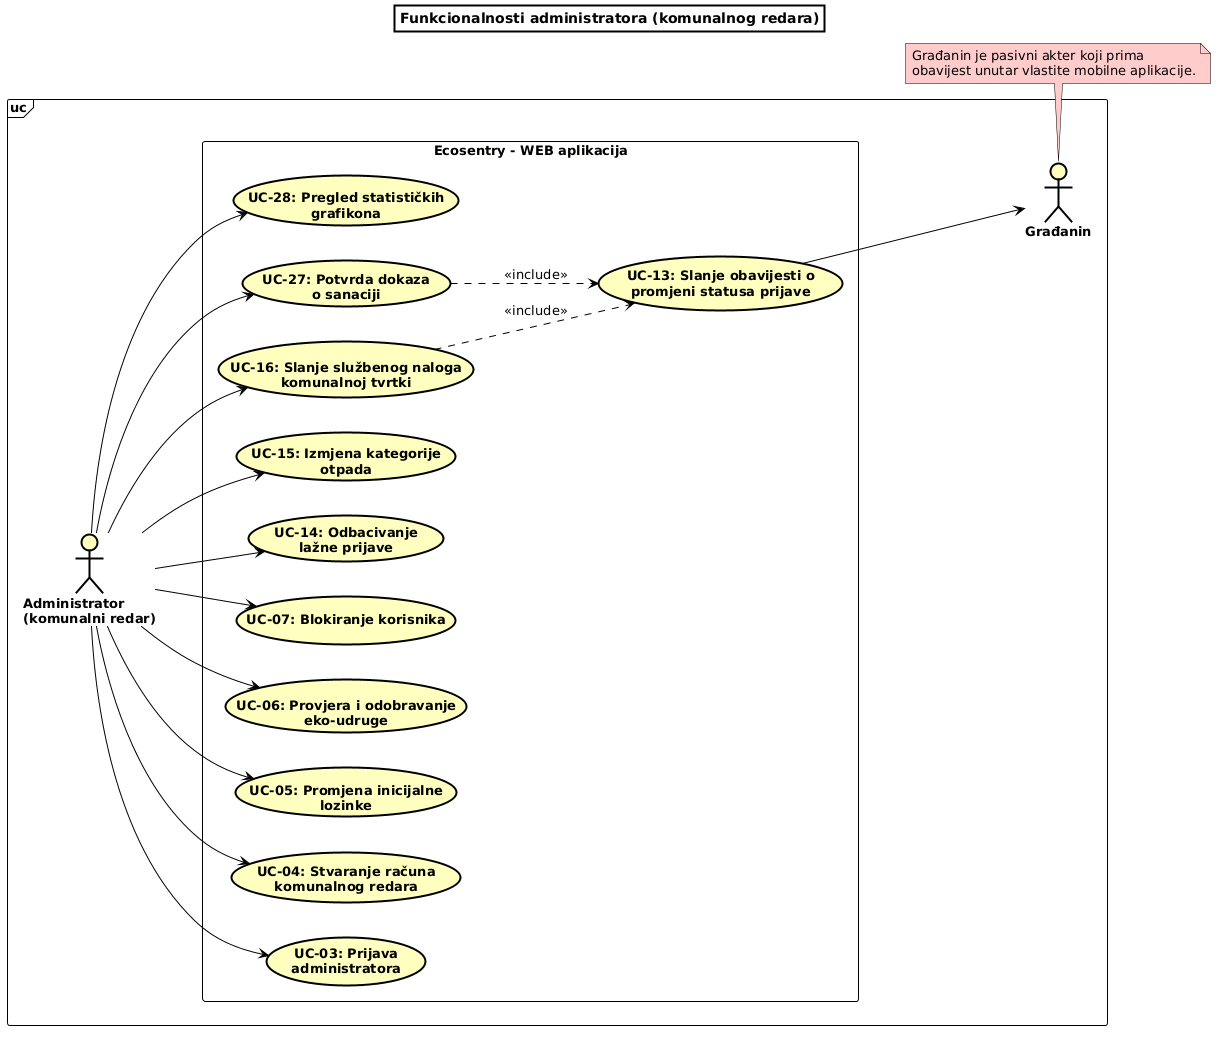 Funkcionalnosti administratora (komunalnog redara)
Građanin je pasivni akter koji prima
obavijest unutar vlastite mobilne aplikacije.
uc
Ecosentry - WEB aplikacija
UC-28: Pregled statističkih
grafikona
Građanin
UC-27: Potvrda dokaza
o sanaciji
«include»
UC-13: Slanje obavijesti o
promjeni statusa prijave
«include»
UC-16: Slanje službenog naloga
komunalnoj tvrtki
UC-15: Izmjena kategorije
otpada
UC-14: Odbacivanje
lažne prijave
Administrator
(komunalni redar)
UC-07: Blokiranje korisnika
UC-06: Provjera i odobravanje
eko-udruge
UC-05: Promjena inicijalne
lozinke
UC-04: Stvaranje računa
komunalnog redara
UC-03: Prijava
administratora